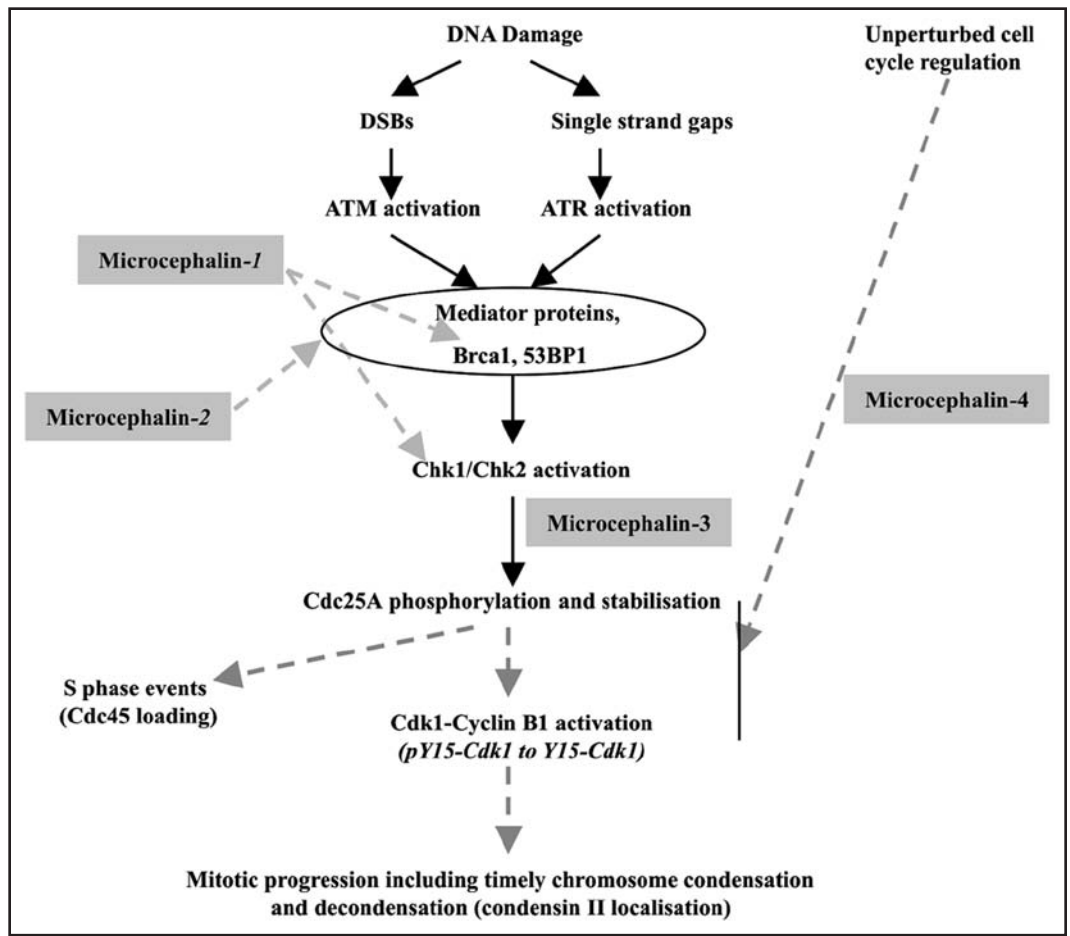 DNA Damage
Unperturbed cell
cycle regulation
DSBs
Single strand gaps
ATM activation
ATR activation
Microcephalin-1
Mediator proteins,
Brca1, 53BP1
Microcephalin-2
Microcephalin-4
Chk1/Chk2 activation
Microcephalin-3
Cdc25A phosphorylation and stabilisation
S phase events
(Cdc45 loading)
Cdk1-Cyclin B1 activation
(pY15-Cdk1 to Y15-Cdk1)
Mitotic progression including timely chromosome condensation
and decondensation (condensin II localisation)